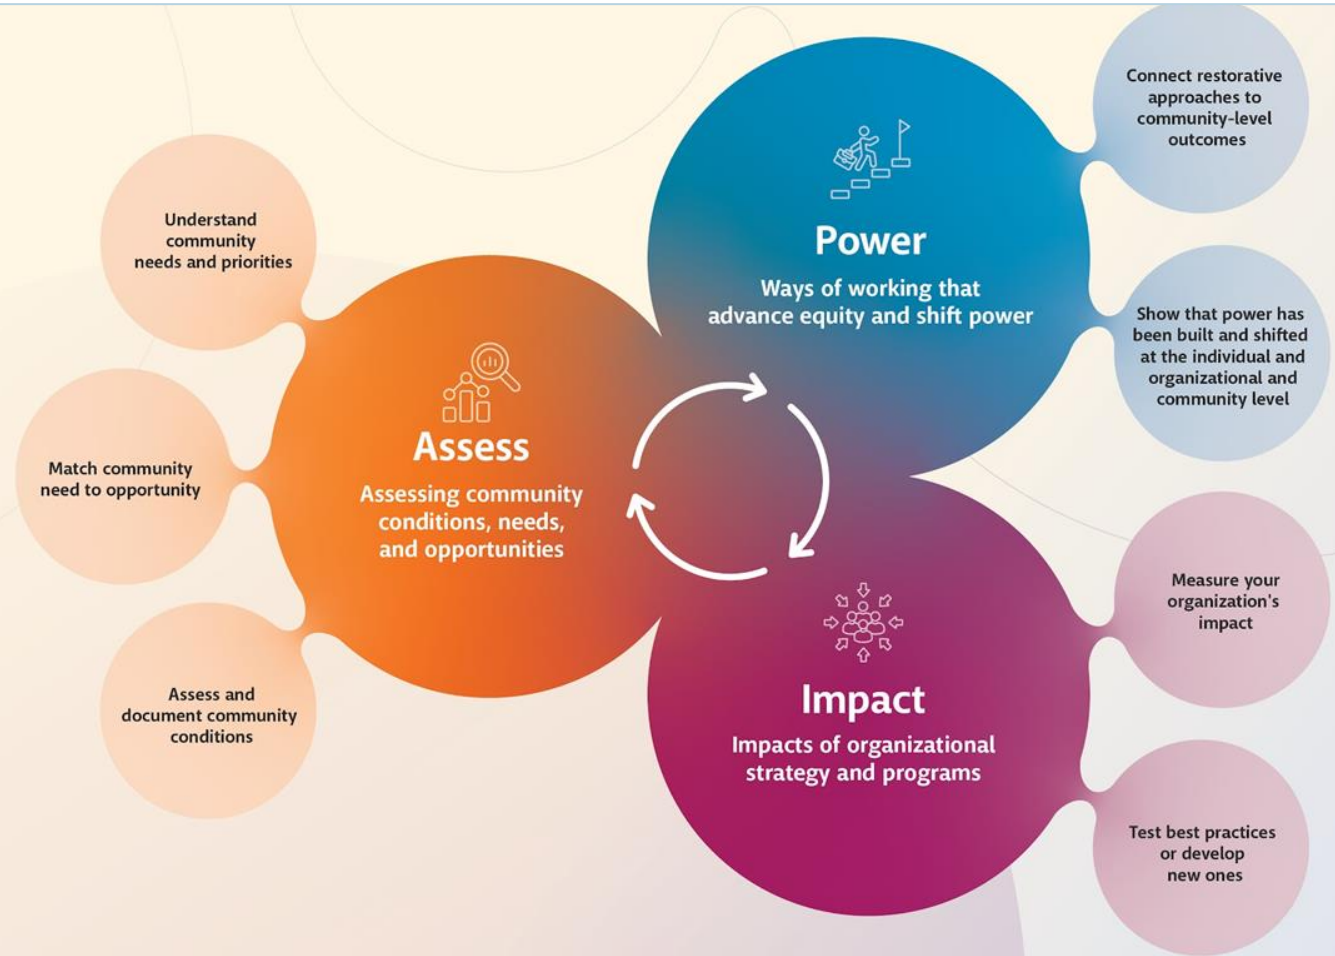 Understand
community
needs and priorities
Match community
need to opportunity
Assess and
document community
conditions
Assess
Assessing community
conditions, needs,
and opportunities
Power
Ways of working that
advance equity and shift power
Connect restorative
approaches to
community-level
outcomes
Show that power has
been built and shifted
at the individual and
organizational and
community level
Impact
Impacts of organizational
strategy and programs
Measure your
organization's
impact
Test best practices
or develop
new ones